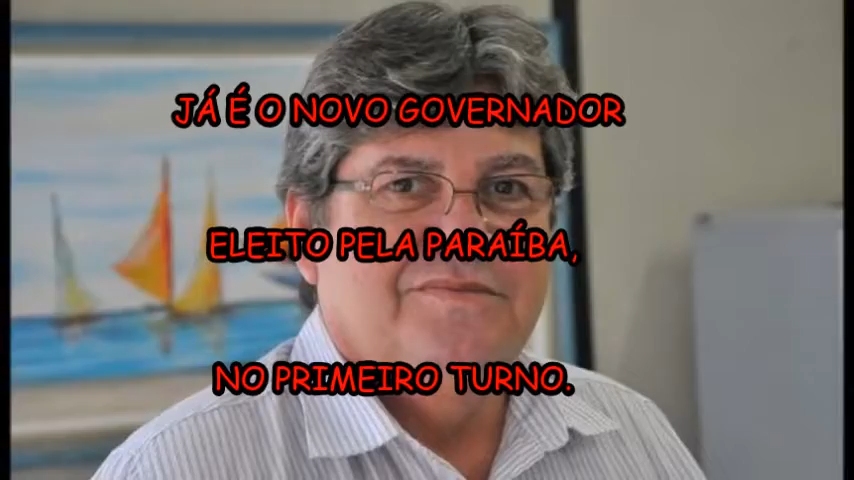 JÁ É O NOVO GOVERNADOR
ELEITO PELA PARAÍBA,
NO PRIMEIRO TURNO.